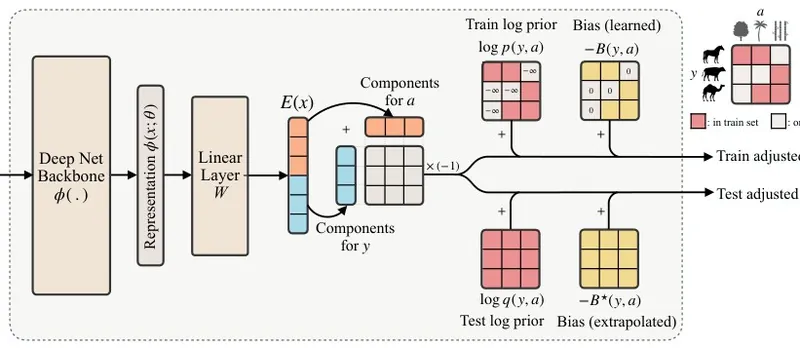 Deep Net
Backbone
ϕ(.)
Representation ϕ(x;θ)
Linear
Layer
W
E(x)
Components
for a
+
Components
for y
×(−1)
Train log prior
log p(y, a)
−∞
−∞ −∞
−∞
+
Bias (learned)
−B(y, a)
0
0 0
0
+
a
y
: in train set
Train adjusted
Test adjusted
+
log q(y, a)
Test log prior
+
−B⋆(y, a)
Bias (extrapolated)